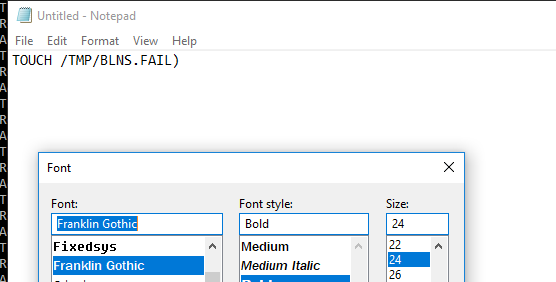 Untitled - Notepad
File Edit Format View Help
TOUCH /TMP/BLNS.FAIL)
Font
Font: Font style: Size:
Franklin Gothic Bold 24
Fixedsys Medium 22
Franklin Gothic Medium Italic 24
26